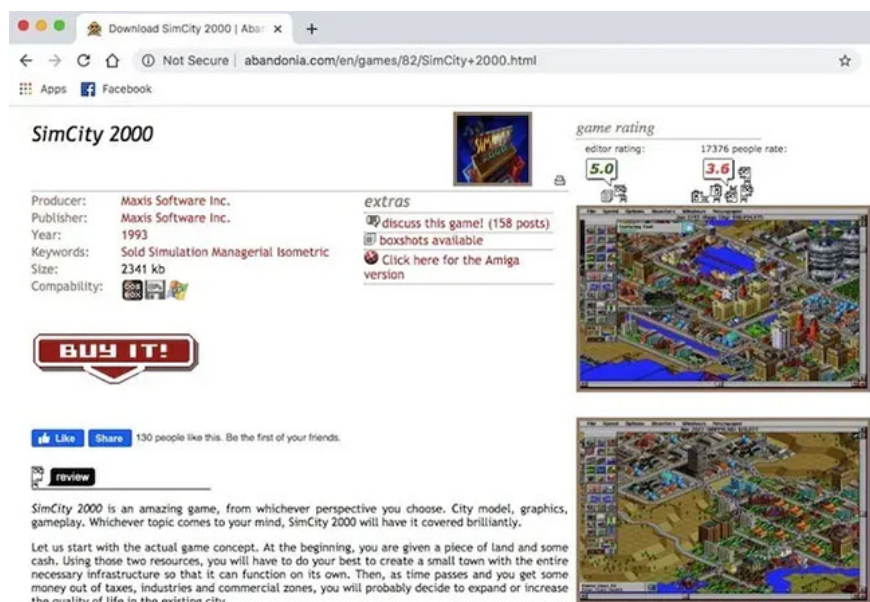 Download SimCity 2000 | Aba
Not Secure
abandonia.com/en/games/82/SimCity+2000.html
Apps
Facebook
SimCity 2000
game rating
editor rating:
17376 people rate:
5.0
3.6
Producer:
Maxis Software Inc.
Publisher:
Maxis Software Inc.
Year:
1993
Keywords:
Sold Simulation Managerial Isometric
Size:
2341 kb
Compability:
extras
discuss this game! (158 posts)
boxshots available
Click here for the Amiga
version
BUY IT!
Like
Share
130 people like this. Be the first of your friends.
review
SimCity 2000 is an amazing game, from whichever perspective you choose. City model, graphics,
gameplay. Whichever topic comes to your mind, SimCity 2000 will have it covered brilliantly.
Let us start with the actual game concept. At the beginning, you are given a piece of land and some
cash. Using those two resources, you will have to do your best to create a small town with the entire
necessary infrastructure so that it can function on its own. Then, as time passes and you get some
money out of taxes, industries and commercial zones, you will probably decide to expand or increase
the quality of life in the existing city.